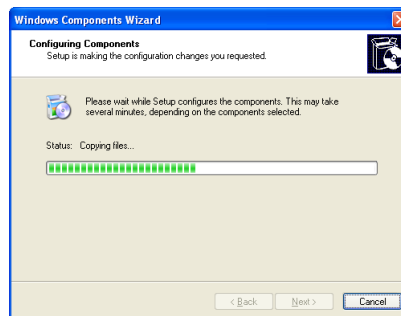 Windows Components Wizard
Configuring Components
Setup is making the configuration changes you requested.
Please wait while Setup configures the components. This may take
several minutes, depending on the components selected.
Status: Copying files...
< Back Next > Cancel